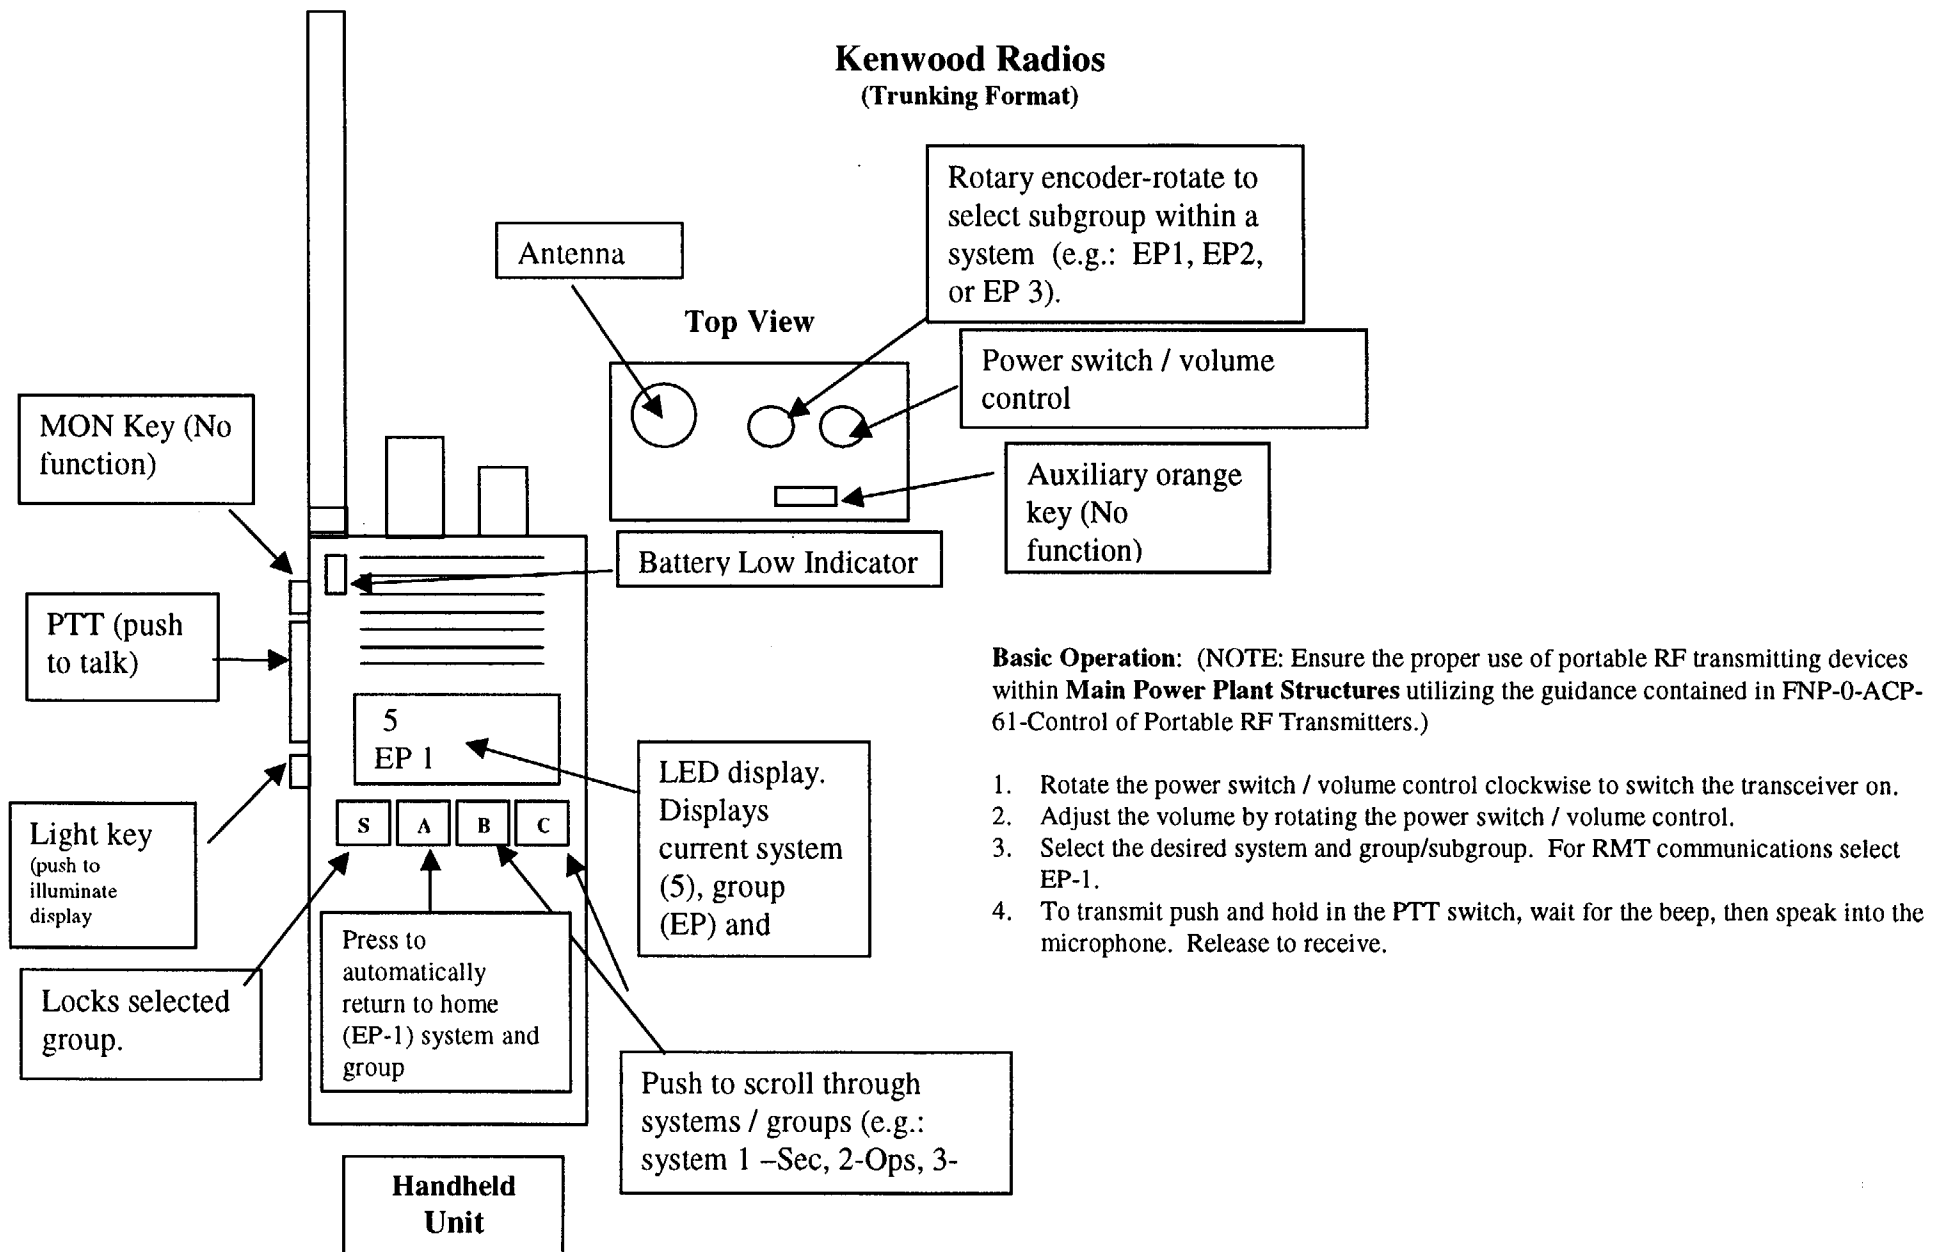 Kenwood Radios
(Trunking Format)
Rotary encoder-rotate to
select subgroup within a
system (e.g.: EP1, EP2,
or EP 3).
Antenna
Top View
Power switch / volume
control
MON Key (No
function)
Auxiliary orange
key (No
function)
Battery Low Indicator
PTT (push
to talk)
Basic Operation: (NOTE: Ensure the proper use of portable RF transmitting devices
within Main Power Plant Structures utilizing the guidance contained in FNP-0-ACP-
61-Control of Portable RF Transmitters.)
5
EP 1
LED display.
Displays
current system
(5), group
(EP) and
1. Rotate the power switch / volume control clockwise to switch the transceiver on.
2. Adjust the volume by rotating the power switch / volume control.
3. Select the desired system and group/subgroup. For RMT communications select
EP-1.
4. To transmit push and hold in the PTT switch, wait for the beep, then speak into the
microphone. Release to receive.
S A B C
Light key
(push to
illuminate
display
Press to
automatically
return to home
(EP-1) system and
group
Locks selected
group.
Push to scroll through
systems / groups (e.g.:
system 1 –Sec, 2-Ops, 3-
Handheld
Unit